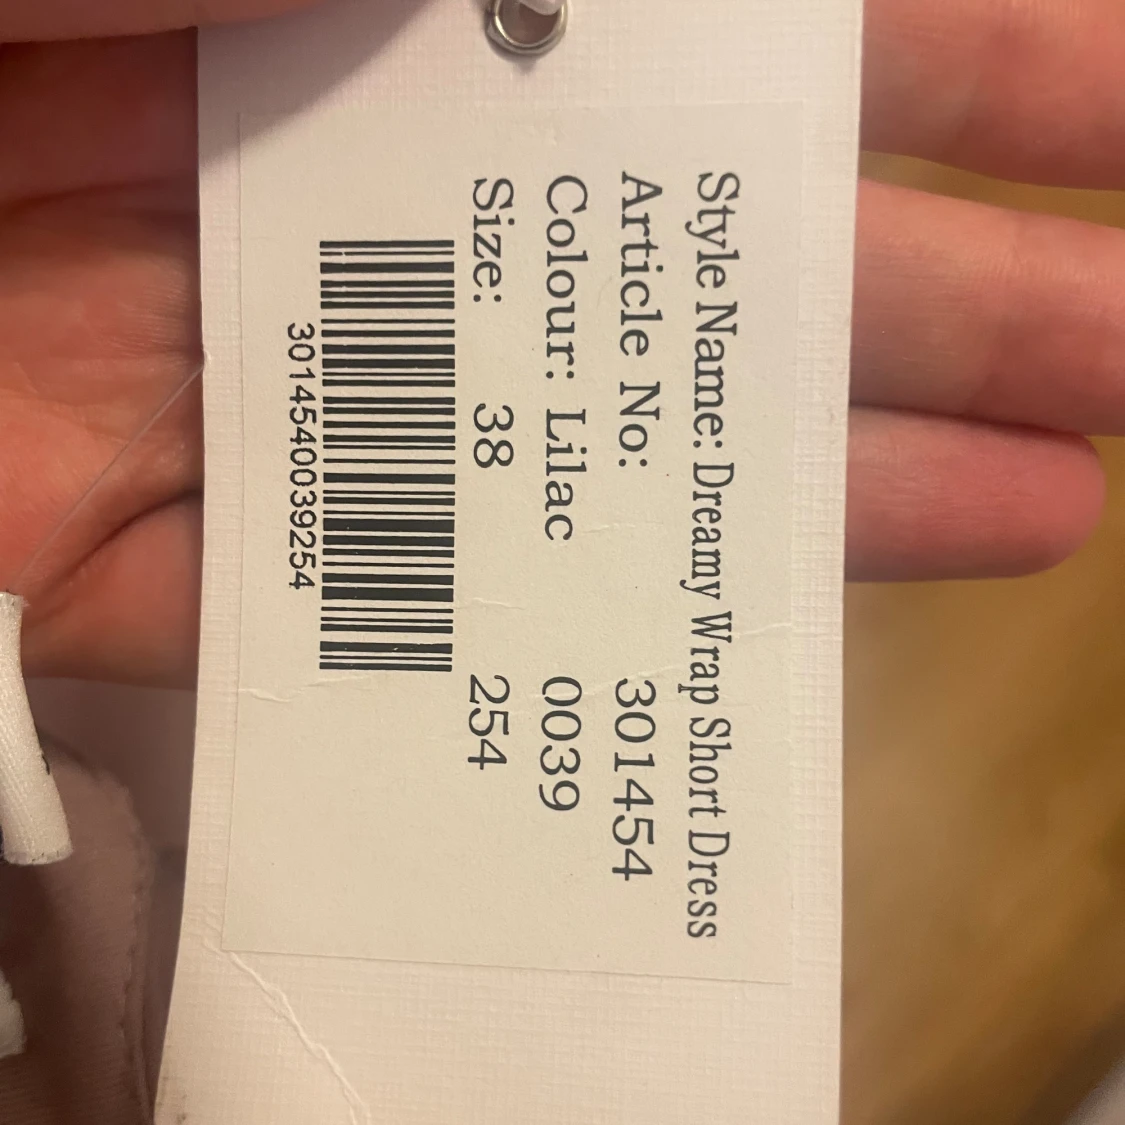 Style Name: Dreamy Wrap Short Dress
Article No: 301454
Colour: Lilac 0039
Size: 38 254
3014540039254